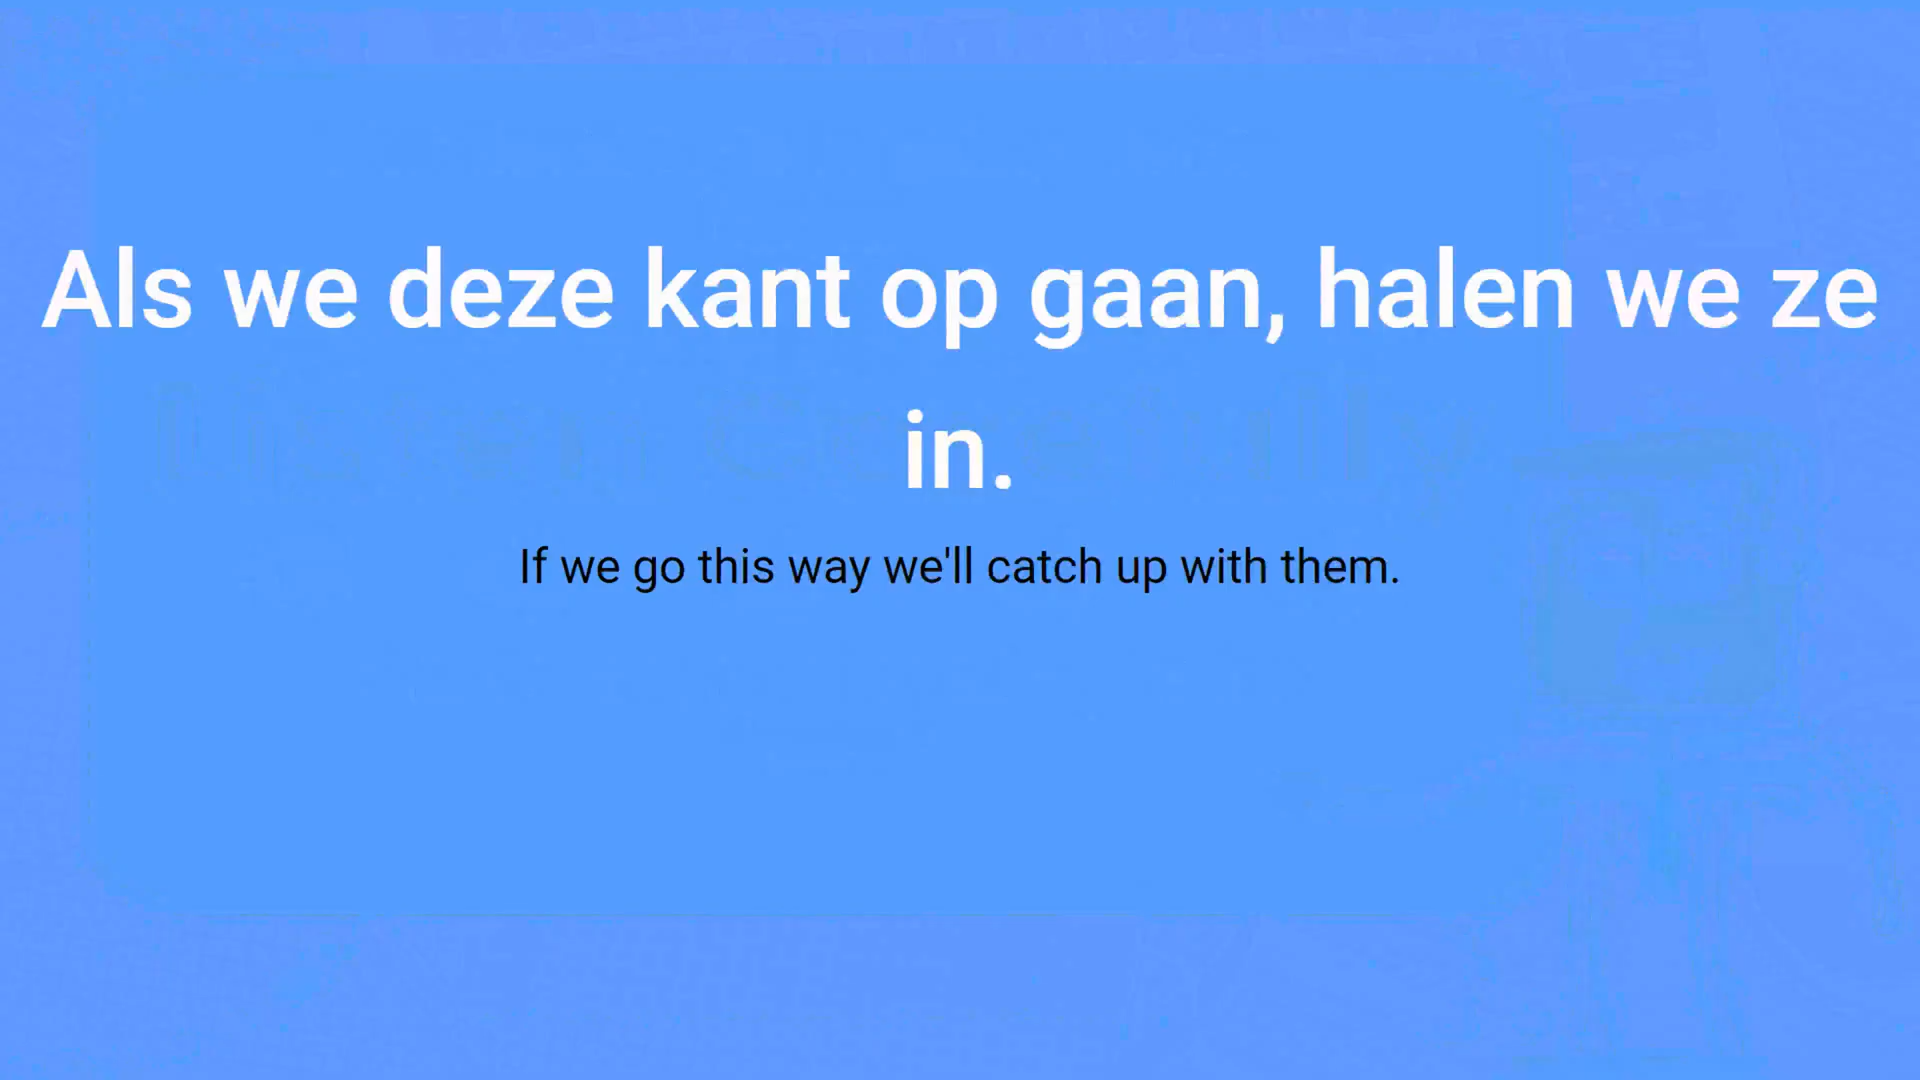 Als we deze kant op gaan, halen we ze
in.
If we go this way we'll catch up with them.